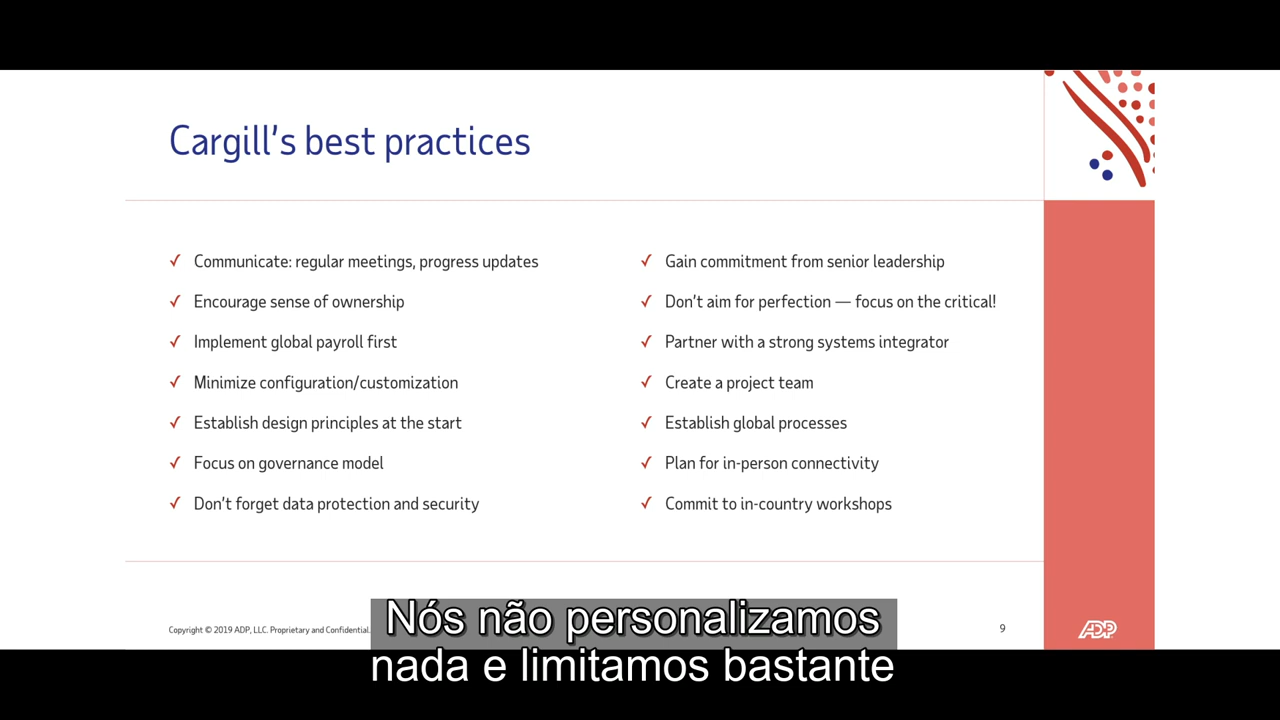 Cargill's best practices
✓ Communicate: regular meetings, progress updates
✓ Encourage sense of ownership
✓ Implement global payroll first
✓ Minimize configuration/customization
✓ Establish design principles at the start
✓ Focus on governance model
✓ Don't forget data protection and security
✓ Gain commitment from senior leadership
✓ Don't aim for perfection — focus on the critical!
✓ Partner with a strong systems integrator
✓ Create a project team
✓ Establish global processes
✓ Plan for in-person connectivity
✓ Commit to in-country workshops
Copyright © 2019 ADP, LLC. Proprietary and Confidential.
9
ADP
Nós não personalizamos
nada e limitamos bastante